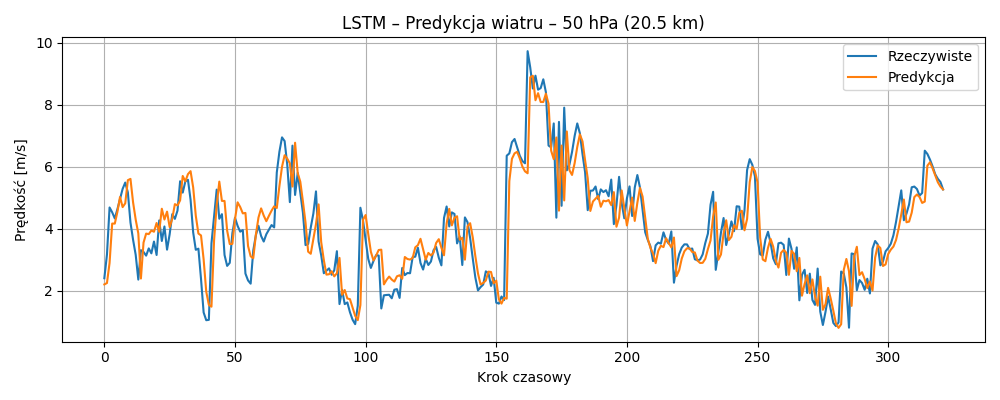 LSTM – Predykcja wiatru – 50 hPa (20.5 km)
Prędkość [m/s]
10
8
6
4
2
Rzeczywiste
Predykcja
0 50 100 150 200 250 300
Krok czasowy